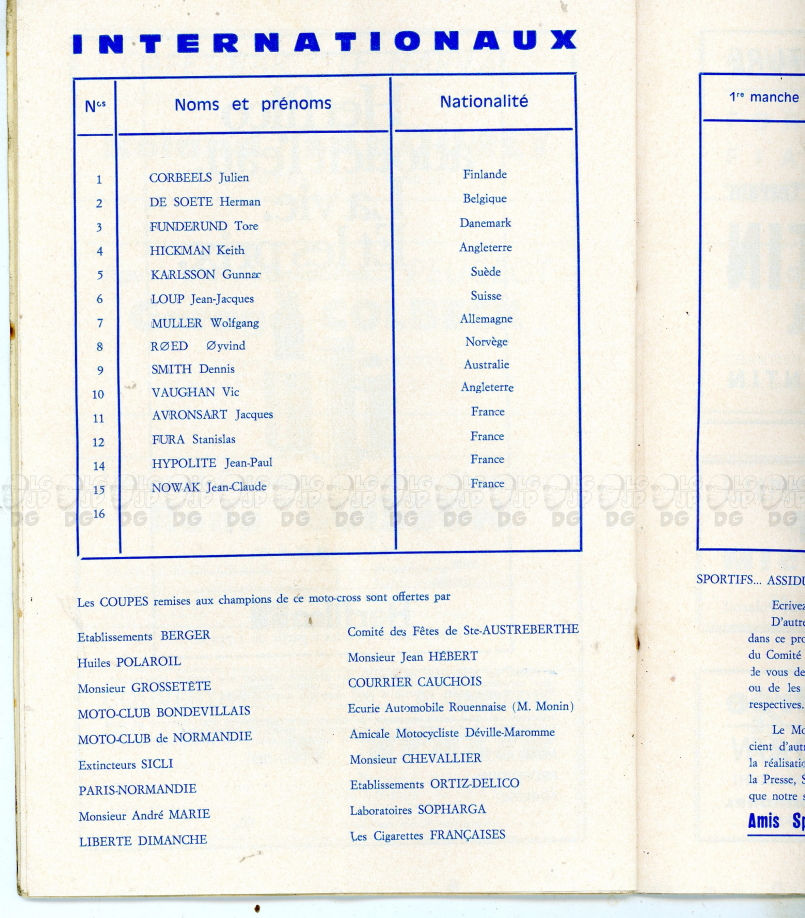 INTERNATIONAUX
Nos Noms et prénoms Nationalité
1 CORBEELS Julien Finlande
2 DE SOETE Herman Belgique
3 FUNDERUND Tore Danemark
4 HICKMAN Keith Angleterre
5 KARLSSON Gunnar Suède
6 LOUP Jean-Jacques Suisse
7 MULLER Wolfgang Allemagne
8 RØED Øyvind Norvège
9 SMITH Dennis Australie
10 VAUGHAN Vic Angleterre
11 AVRONSART Jacques France
12 FURA Stanislas France
14 HYPOLITE Jean-Paul France
15 NOWAK Jean-Claude France
16
Les COUPES remises aux champions de ce moto-cross sont offertes par
Etablissements BERGER
Huiles POLAROIL
Monsieur GROSSETÊTE
MOTO-CLUB BONDEVILLAIS
MOTO-CLUB de NORMANDIE
Extincteurs SICLI
PARIS-NORMANDIE
Monsieur André MARIE
LIBERTE DIMANCHE
Comité des Fêtes de Ste-AUSTREBERTHE
Monsieur Jean HÉBERT
COURRIER CAUCHOIS
Ecurie Automobile Rouennaise (M. Monin)
Amicale Motocycliste Déville-Maromme
Monsieur CHEVALLIER
Etablissements ORTIZ-DELICO
Laboratoires SOPHARGA
Les Cigarettes FRANÇAISES
1re manche
SPORTIFS... ASSIDU
Ecrivez
D'autre
dans ce pro
du Comité
de vous de
ou de les
respectives.
Le Mo
cient d'autr
la réalisatio
la Presse, S
que notre s
Amis Sp